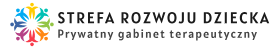 STREFA ROZWOJU DZIECKA
Prywatny gabinet terapeutyczny